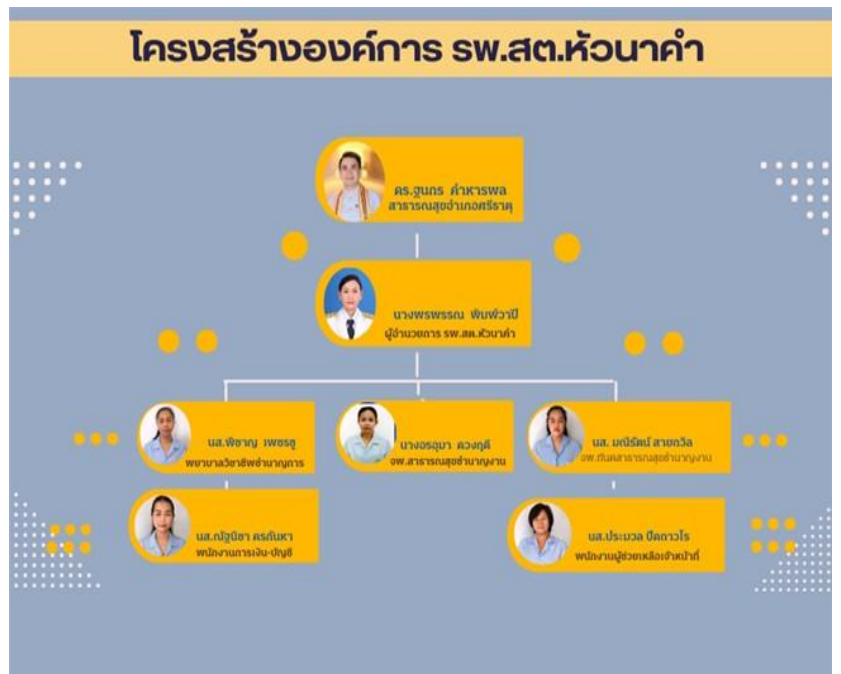 โครงสร้างองค์การ รพ.สต.หัวนาคำ
ดร.ฐนกร คำหารพล
สาธารณสุขอำเภอศรีธาตุ
นางพรพรรณ พิมพ์วาปี
ผู้อำนวยการ รพ.สต.หัวนาคำ
นส.พิชาญ เพชรชู
พยาบาลวิชาชีพชำนาญการ
นางอรอุมา ดวงฤดี
จพ.สาธารณสุขชำนาญงาน
นส. มณีรัตน์ สายถวิล
จพ.ทันตสาธารณสุขชำนาญงาน
นส.ณัฐนิชา ครกันหา
พนักงานการเงิน-บัญชี
นส.ประมวล ปัดถาวโร
พนักงานผู้ช่วยเหลือเจ้าหน้าที่